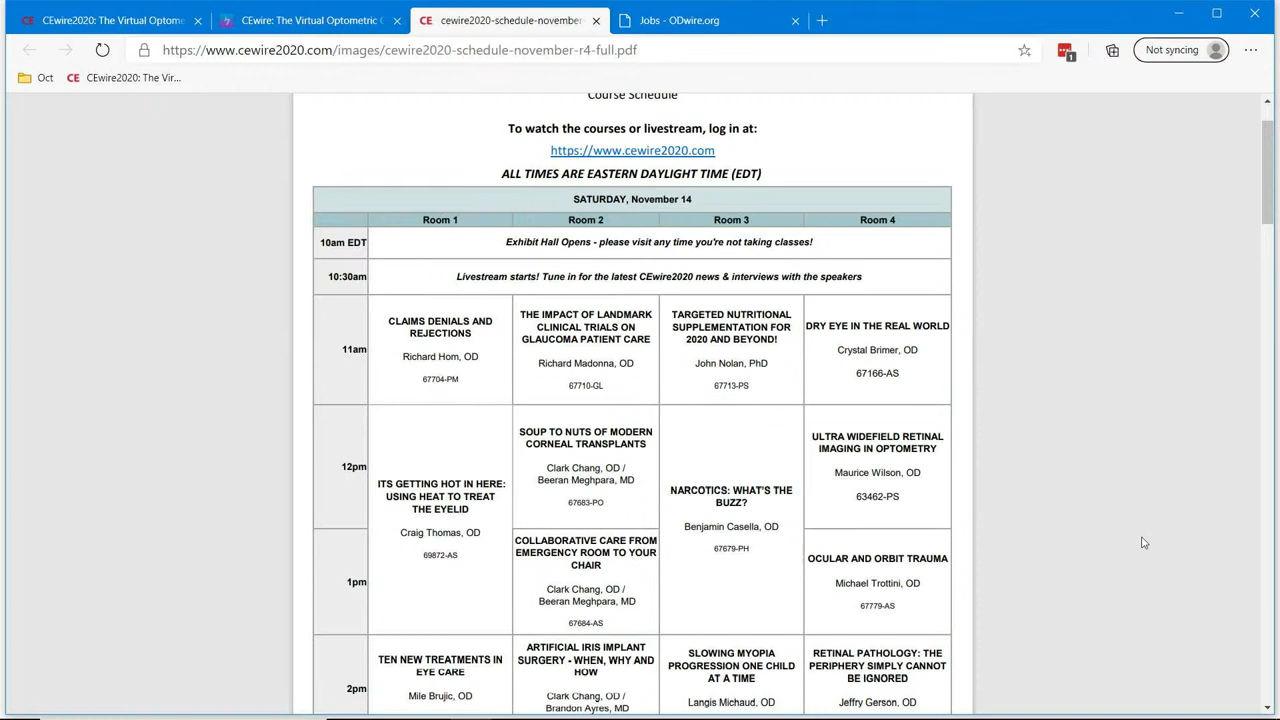 CEwire2020: The Virtual Optome
CEwire: The Virtual Optometric C
cewire2020-schedule-november-
Jobs - ODwire.org
https://www.cewire2020.com/images/cewire2020-schedule-november-r4-full.pdf
1
Not syncing
Oct
CE CEwire2020: The Vir...
Course Schedule
To watch the courses or livestream, log in at:
https://www.cewire2020.com
ALL TIMES ARE EASTERN DAYLIGHT TIME (EDT)
SATURDAY, November 14
Room 1 Room 2 Room 3 Room 4
10am EDT
Exhibit Hall Opens - please visit any time you're not taking classes!
10:30am
Livestream starts! Tune in for the latest CEwire2020 news & interviews with the speakers
11am
CLAIMS DENIALS AND
REJECTIONS
Richard Hom, OD
67704-PM
THE IMPACT OF LANDMARK
CLINICAL TRIALS ON
GLAUCOMA PATIENT CARE
Richard Madonna, OD
67710-GL
TARGETED NUTRITIONAL
SUPPLEMENTATION FOR
2020 AND BEYOND!
John Nolan, PhD
67713-PS
DRY EYE IN THE REAL WORLD
Crystal Brimer, OD
67166-AS
12pm
ITS GETTING HOT IN HERE:
USING HEAT TO TREAT
THE EYELID
Craig Thomas, OD
69872-AS
SOUP TO NUTS OF MODERN
CORNEAL TRANSPLANTS
Clark Chang, OD /
Beeran Meghpara, MD
67683-PO
NARCOTICS: WHAT'S THE
BUZZ?
Benjamin Casella, OD
67679-PH
ULTRA WIDEFIELD RETINAL
IMAGING IN OPTOMETRY
Maurice Wilson, OD
63462-PS
1pm
COLLABORATIVE CARE FROM
EMERGENCY ROOM TO YOUR
CHAIR
Clark Chang, OD /
Beeran Meghpara, MD
67684-AS
OCULAR AND ORBIT TRAUMA
Michael Trottini, OD
67779-AS
2pm
TEN NEW TREATMENTS IN
EYE CARE
Mile Brujic, OD
ARTIFICIAL IRIS IMPLANT
SURGERY - WHEN, WHY AND
HOW
Clark Chang, OD /
Brandon Ayres, MD
SLOWING MYOPIA
PROGRESSION ONE CHILD
AT A TIME
Langis Michaud, OD
RETINAL PATHOLOGY: THE
PERIPHERY SIMPLY CANNOT
BE IGNORED
Jeffry Gerson, OD